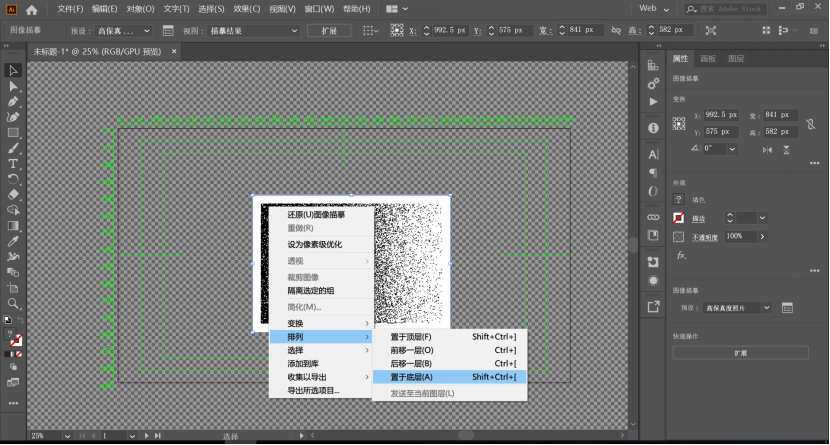 Ai 文件(F) 编辑(E) 对象(O) 文字(T) 选择(S) 效果(C) 视图(V) 窗口(W) 帮助(H) Web 搜索 Adobe Stock
图像描摹 预设： 高保真... 视图： 描摹结果 扩展 X: 992.5 px Y: 575 px 宽： 841 px 高： 582 px
未标题-1* @ 25% (RGB/GPU 预览) ×
属性 画板 图层
图像描摹
变换
X: 992.5 px 宽： 841 px
Y: 575 px 高： 582 px
0°
外观
填色
描边
不透明度 100%
fx.
图像描摹
预设： 高保真度照片
快速操作
扩展
还原(U)图像描摹
重做(R)
设为像素级优化
透视
裁剪图像
隔离选定的组
简化(M)...
变换
排列
选择
添加到库
收集以导出
导出所选项目...
置于顶层(F) Shift+Ctrl+]
前移一层(O) Ctrl+]
后移一层(B) Ctrl+[
置于底层(A) Shift+Ctrl+[
发送至当前图层(L)
25% 1 选择